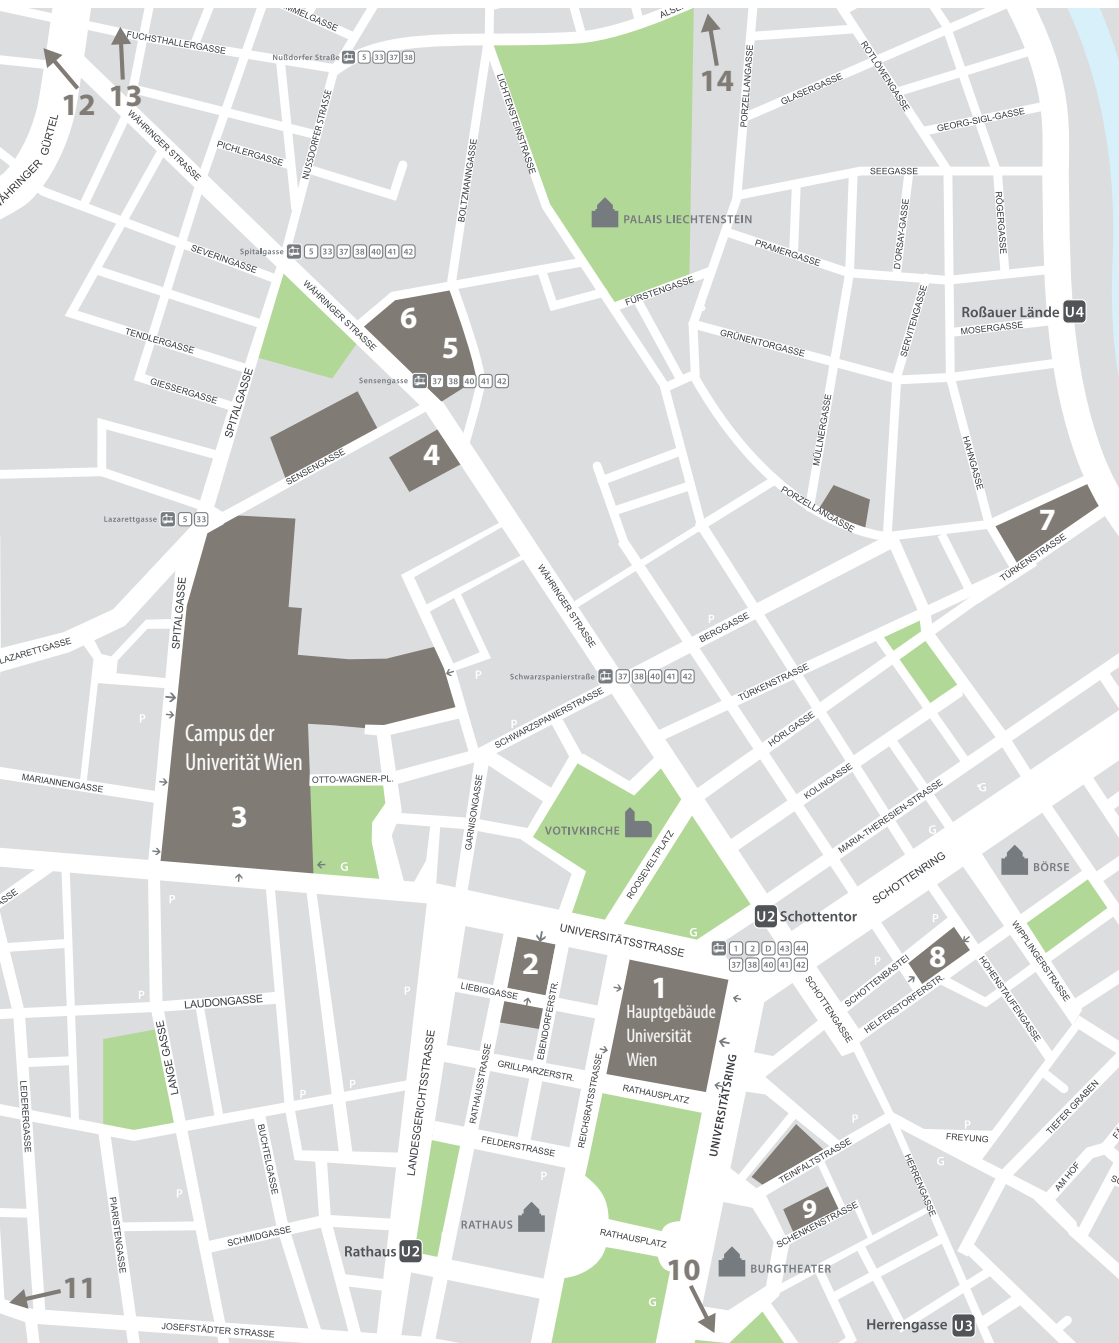 ALSE
FUCHSTHALLERGASSE
MMELGASSE
Nußdorfer Straße 5 33 37 38
12
13
14
WÄHRINGER GÜRTEL
WÄHRINGER STRASSE
PICHLERGASSE
NUSSDORFER STRASSE
BOLTZMANNGASSE
LICHTENSTEINSTRASSE
PORZELLANGASSE
GLASERGASSE
ROTLÖWENGASSE
GEORG-SIGL-GASSE
SEEGASSE
RÖGERGASSE
D'ORSAY-GASSE
PRAMERGASSE
PALAIS LIECHTENSTEIN
FÜRSTENGASSE
SEVERINGASSE
Spitalgasse 5 33 37 38 40 41 42
WÄHRINGER STRASSE
6
5
Roßauer Lände U4
MOSERGASSE
SERVITENGASSE
GRÜNENTORGASSE
TENDLERGASSE
GIESSERGASSE
SPITALGASSE
Sensengasse 37 38 40 41 42
4
SENSENGASSE
MÜLLNERGASSE
HAHNGASSE
PORZELLANGASSE
7
TÜRKENSTRASSE
Lazarettgasse 5 33
SPITALGASSE
LAZARETTGASSE
WÄHRINGER STRASSE
P
BERGGASSE
Schwarzspanierstraße 37 38 40 41 42
TÜRKENSTRASSE
P
P
P
SCHWARZSPANIERSTRASSE
HÖRLGASSE
Campus der
Univerität Wien
3
MARIANNENGASSE
OTTO-WAGNER-PL.
GARNISONGASSE
KOLINGASSE
MARIA-THERESIEN-STRASSE
G
G
VOTIVKIRCHE
ROOSEVELTPLATZ
SCHOTTENRING
BÖRSE
G
U2 Schottentor
1 2 D 43 44
37 38 40 41 42
UNIVERSITÄTSSTRASSE
G
P
P
P
WIPPLINGERSTRASSE
2
8
SCHOTTENBASTEI
HELFERSTORFERSTR.
HOHENSTAUFENGASSE
SCHOTTENGASSE
1
Hauptgebäude
Universität
Wien
LIEBIGGASSE
EBENDORFERSTR.
P
LAUDONGASSE
P
LANGE GASSE
LANDESGERICHTSSTRASSE
RATHAUSSTRASSE
GRILLPARZERSTR.
REICHSRATSSTRASSE
RATHAUSPLATZ
UNIVERSITÄTSRING
LEDERERGASSE
P
P
BUCHFELGASSE
FELDERSTRASSE
P
TIEFER GRABEN
FREYUNG
P
G
AM HOF
TEINFALTSTRASSE
HERRENGASSE
9
SCHENKENSTRASSE
P
PIARISTENGASSE
SCHMIDGASSE
RATHAUS
Rathaus U2
RATHAUSPLATZ
10
BURGTHEATER
G
11
JOSEFSTÄDTER STRASSE
Herrengasse U3